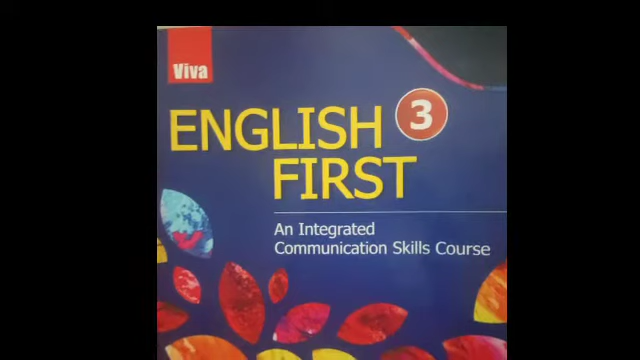 Viva
ENGLISH 3
FIRST
An Integrated
Communication Skills Course